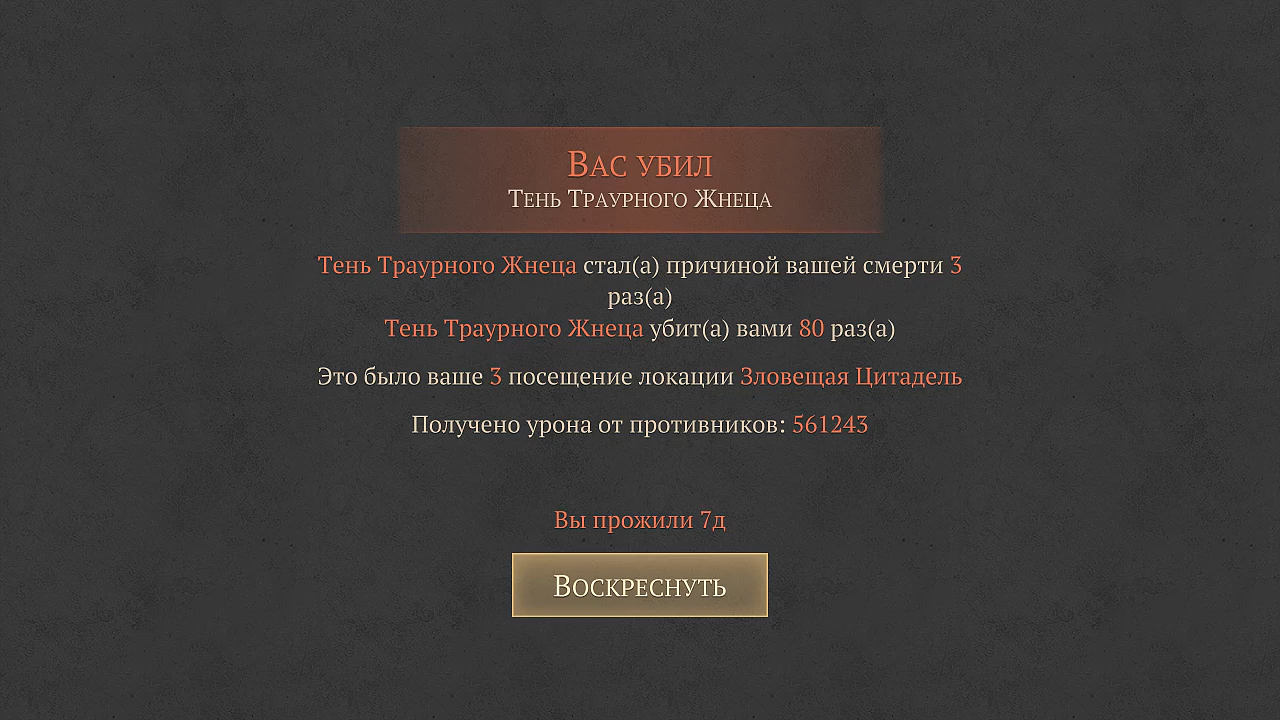 Вас убил
Тень Траурного Жнеца
Тень Траурного Жнеца стал(а) причиной вашей смерти 3
раз(а)
Тень Траурного Жнеца убит(а) вами 80 раз(а)
Это было ваше 3 посещение локации Зловещая Цитадель
Получено урона от противников: 561243
Вы прожили 7д
Воскреснуть